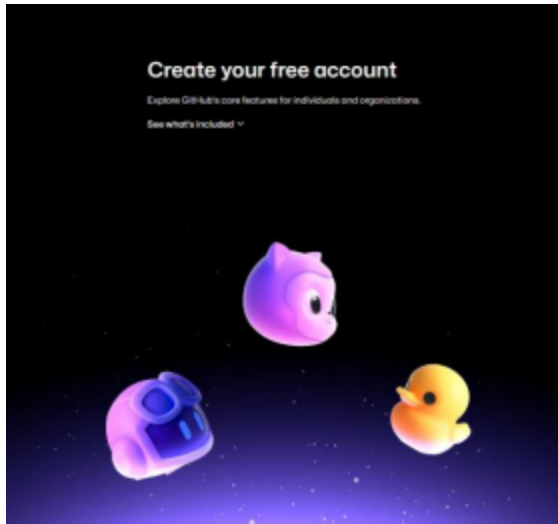 Create your free account
Explore GitHub's core features for individuals and organizations.
See what's included